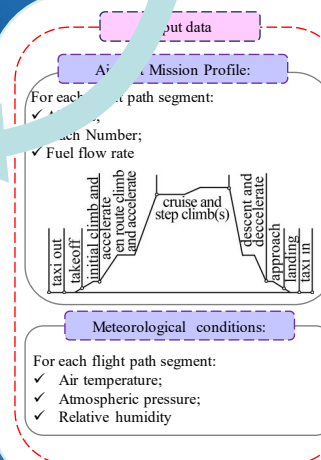 put data
Mission Profile:
For each path segment:
Number;
Fuel flow rate
taxi out
takeoff
initial climb and
accelerate
en route climb
and accelerate
cruise and
step climb(s)
descent and
decelerate
approach
landing
taxi in
Meteorological conditions:
For each flight path segment:
✓ Air temperature;
✓ Atmospheric pressure;
✓ Relative humidity